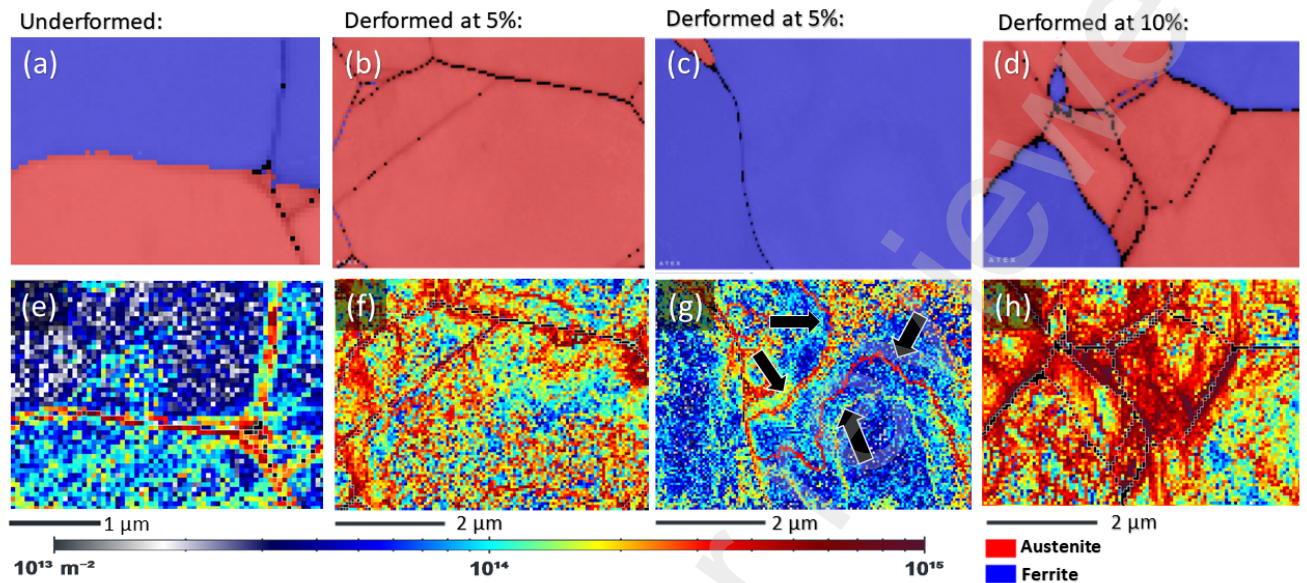 Underformed:
Derformed at 5%:
Derformed at 5%:
Derformed at 10%:
(a)
(b)
(c)
(d)
ATEX
ATEX
ATEX
(e)
(f)
(g)
(h)
1 μm
2 μm
2 μm
2 μm
10¹³ m⁻²
10¹⁴
10¹⁵
Austenite
Ferrite